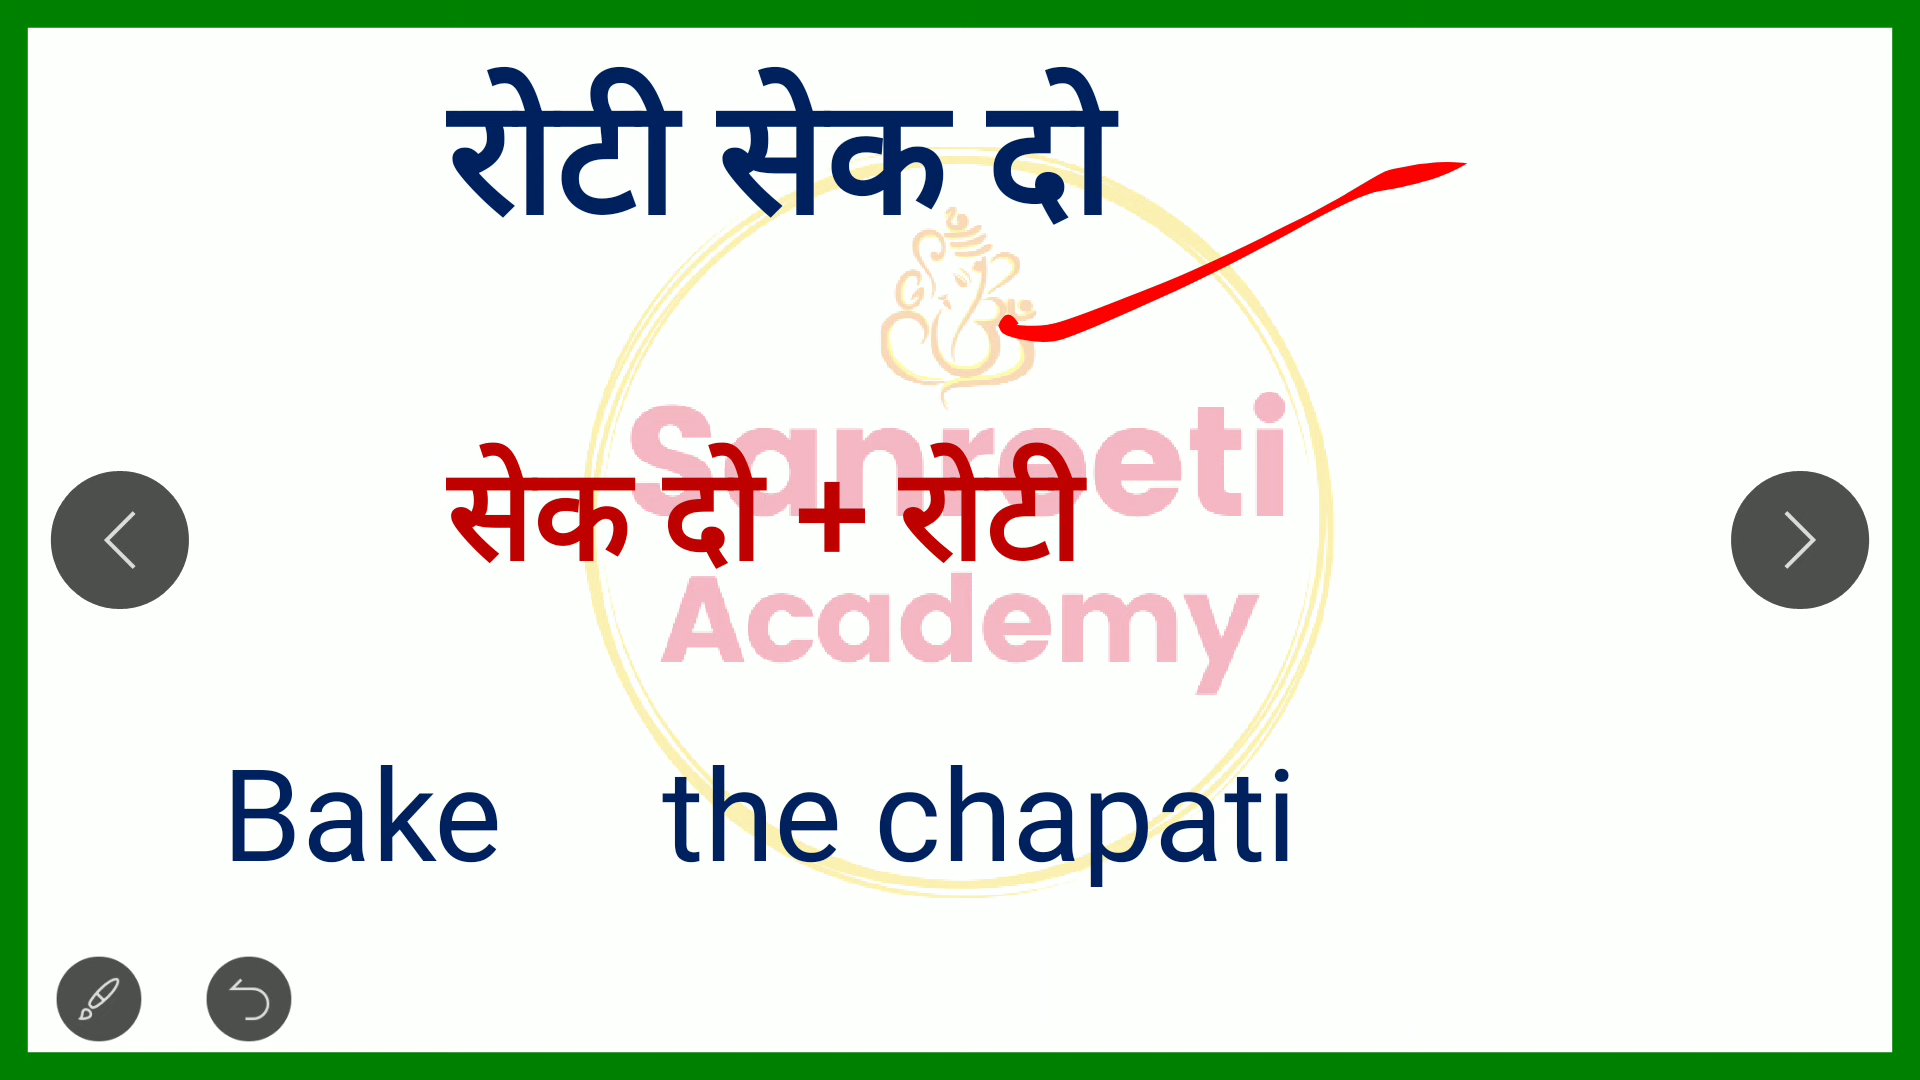 रोटी सेक दो
सेक दो + रोटी
Sanreeti
Academy
Bake the chapati